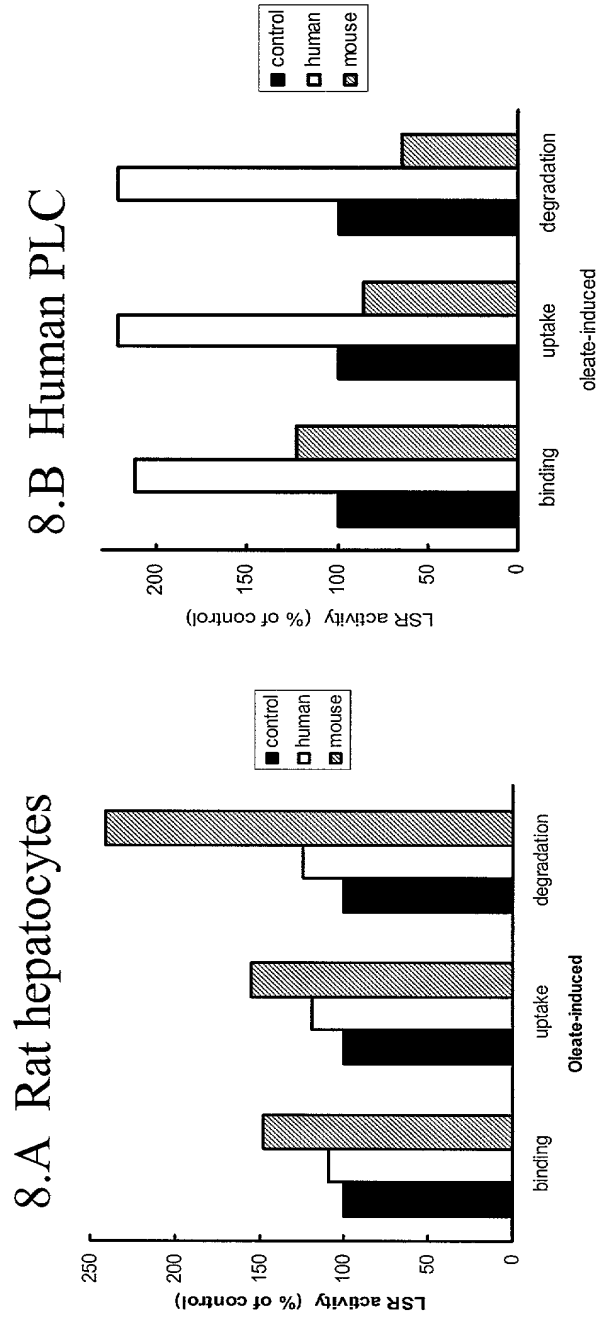 8.A Rat hepatocytes
LSR activity (% of control)
250
200
150
100
50
0
binding
uptake
degradation
Oleate-induced
control
human
mouse
8.B Human PLC
LSR activity (% of control)
200
150
100
50
0
binding
uptake
degradation
oleate-induced
control
human
mouse